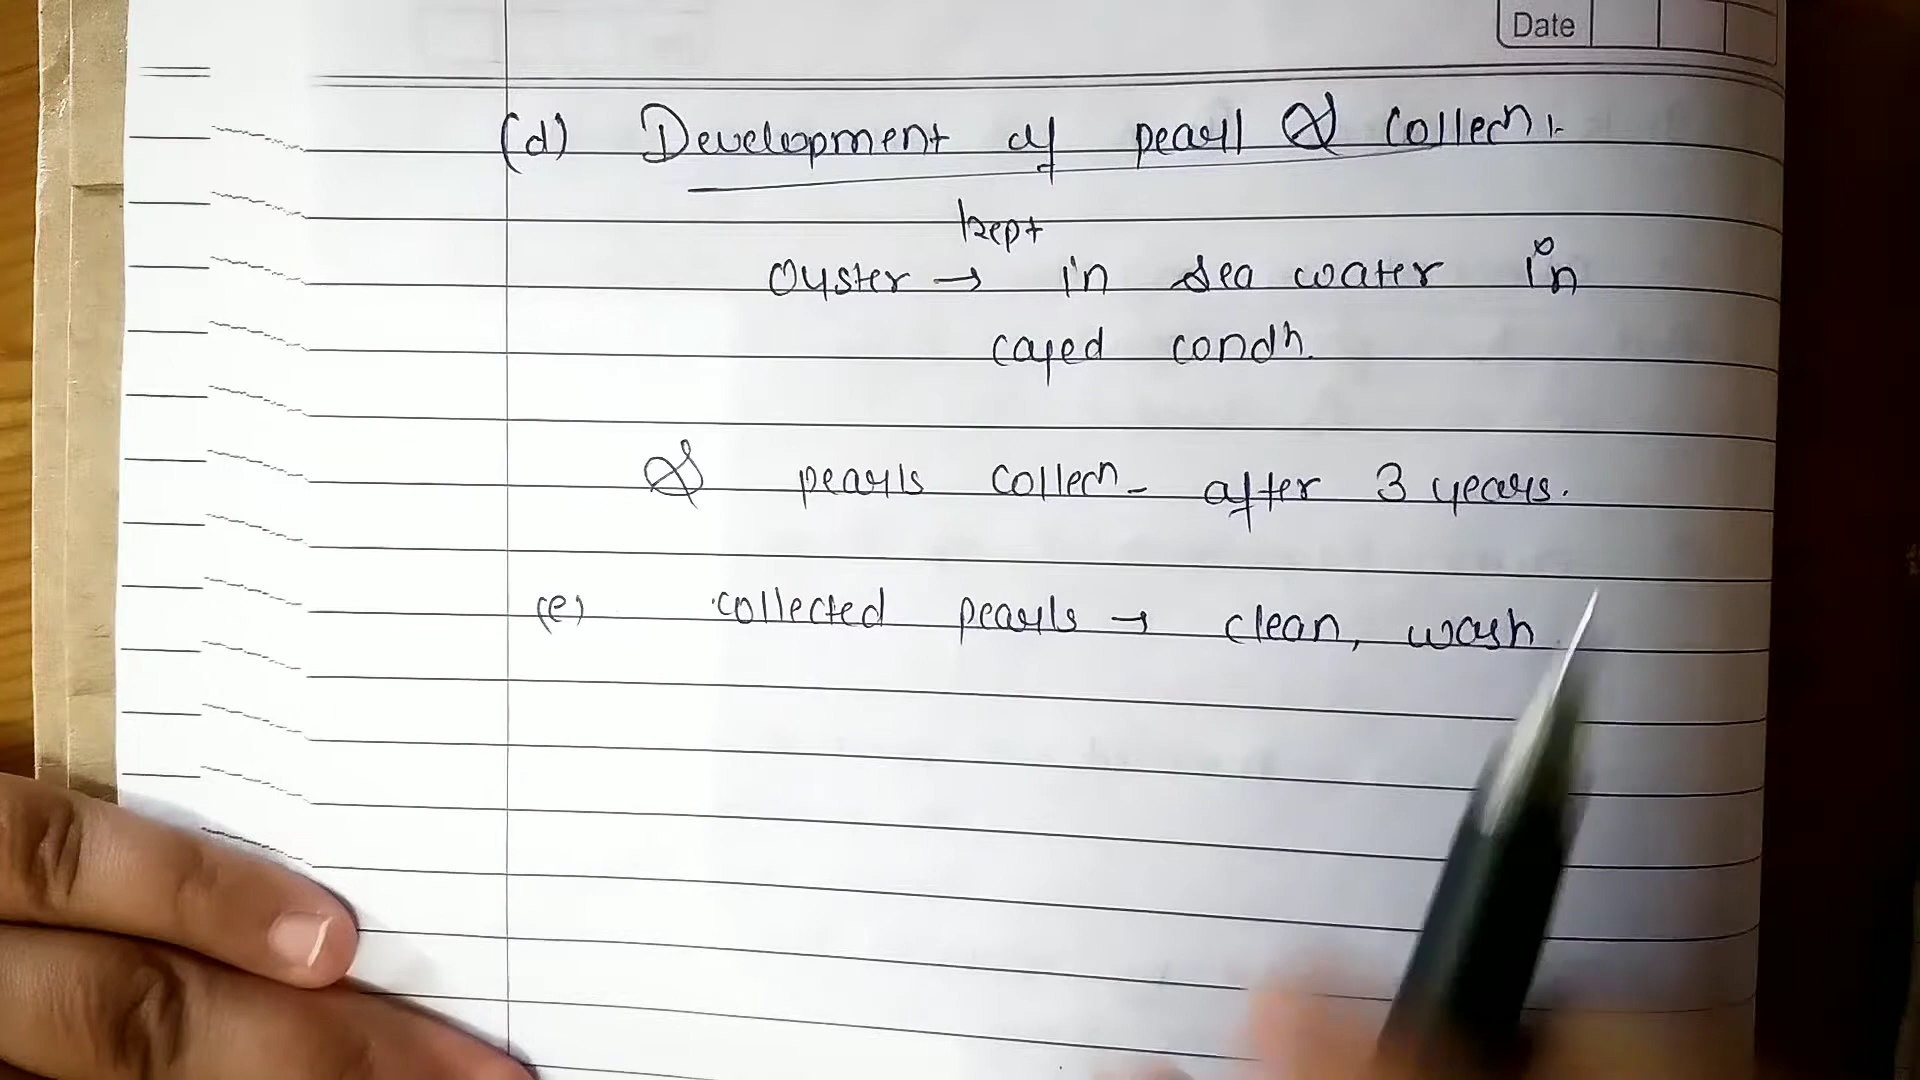 Date
(d) Development of pearl & collecn.
kept
Oyster → in sea water in
caged condn.
& pearls collecn- after 3 years.
(e) collected pearls → clean, wash